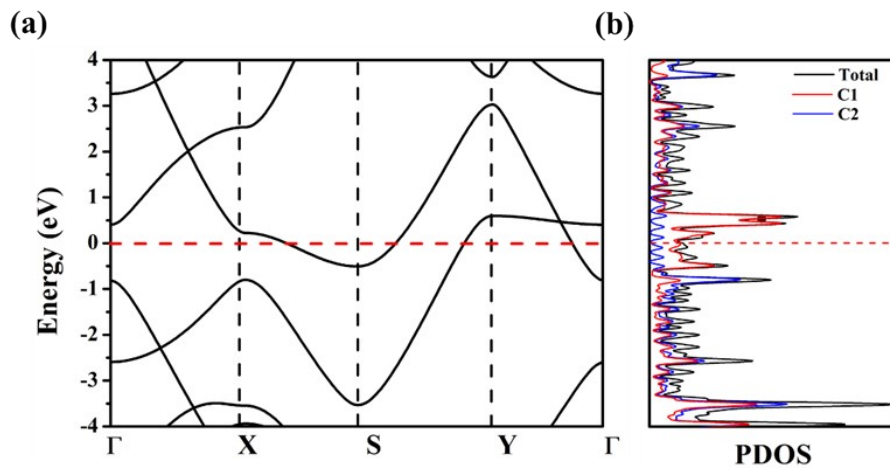 (a)
(b)
Energy (eV)
4
3
2
1
0
-1
-2
-3
-4
Γ X S Y Γ
Total
C1
C2
PDOS